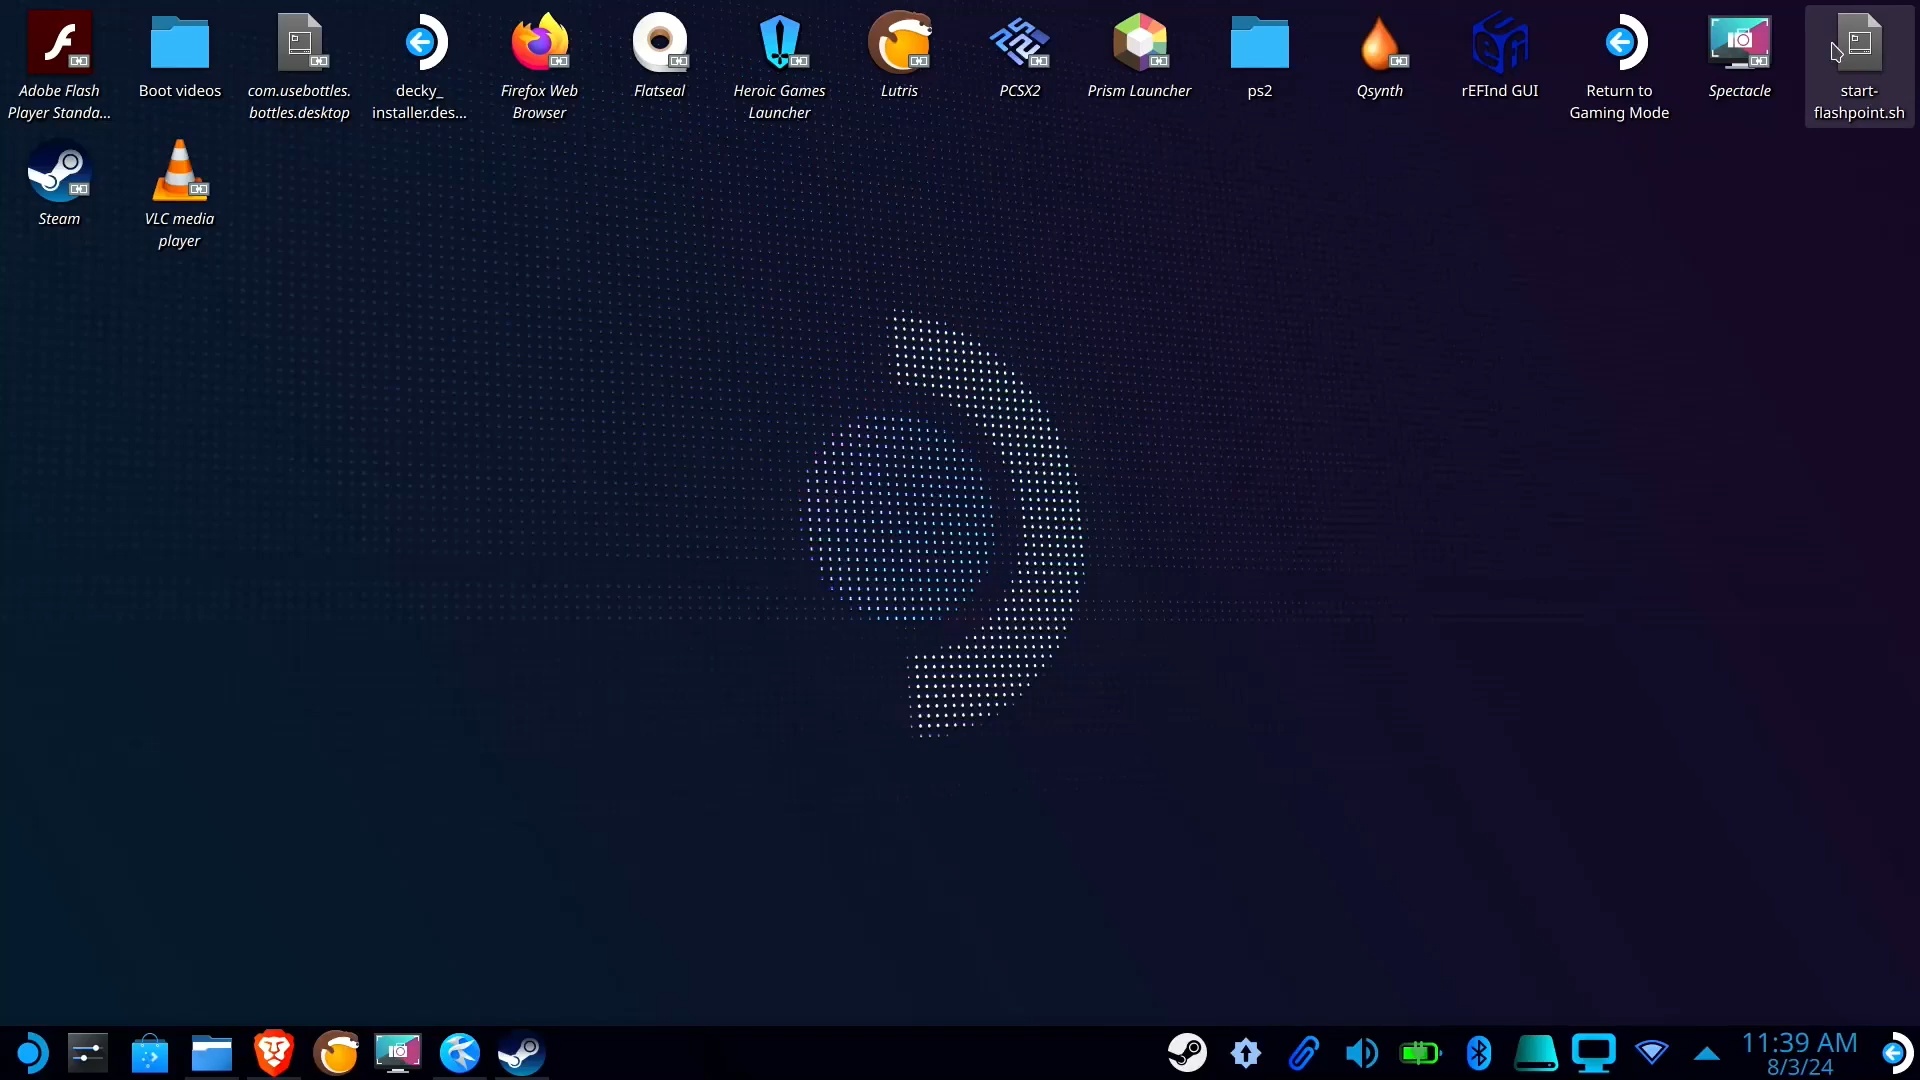 Adobe Flash
Player Standa...
Boot videos
com.usebottles.
bottles.desktop
decky_
installer.des...
Firefox Web
Browser
Flatseal
Heroic Games
Launcher
Lutris
PCSX2
Prism Launcher
ps2
Qsynth
rEFInd GUI
Return to
Gaming Mode
Spectacle
start-
flashpoint.sh
Steam
VLC media
player
11:39 AM
8/3/24